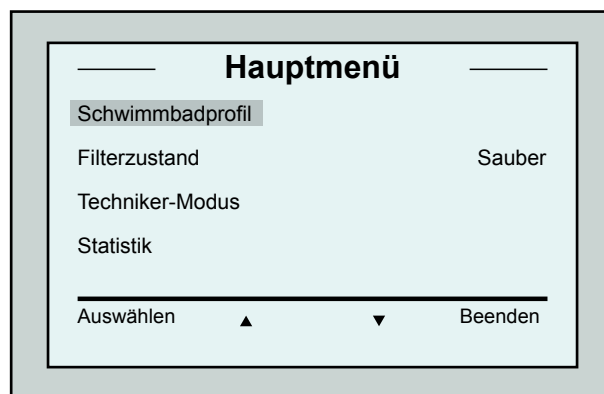 Hauptmenü
Schwimmbadprofil
Filterzustand Sauber
Techniker-Modus
Statistik
Auswählen ▲ ▼ Beenden